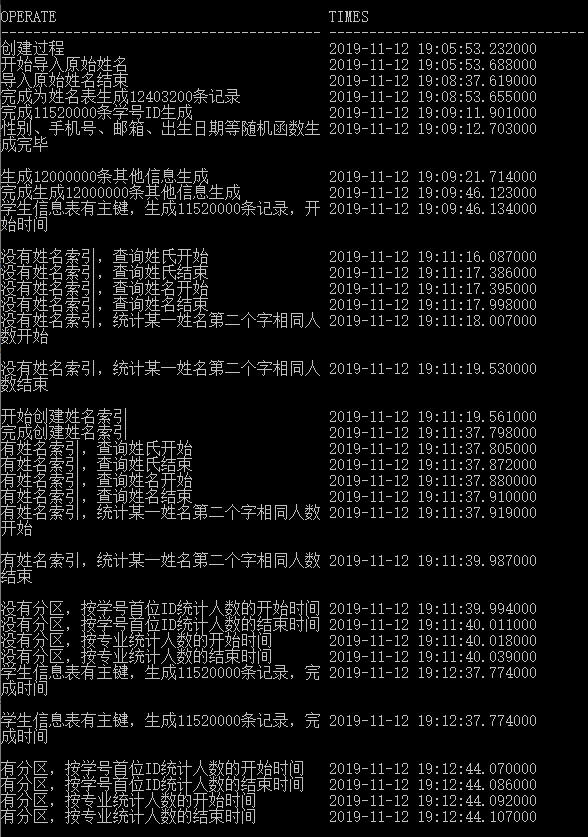 OPERATE TIMES
---------------------------------------- --------------------------------
创建过程 2019-11-12 19:05:53.232000
开始导入原始姓名 2019-11-12 19:05:53.688000
导入原始姓名结束 2019-11-12 19:08:37.619000
完成为姓名表生成12403200条记录 2019-11-12 19:08:53.655000
完成11520000条学号ID生成 2019-11-12 19:09:11.901000
性别、手机号、邮箱、出生日期等随机函数生 2019-11-12 19:09:12.703000
成完毕
生成12000000条其他信息生成 2019-11-12 19:09:21.714000
完成生成12000000条其他信息生成 2019-11-12 19:09:46.123000
学生信息表有主键，生成11520000条记录，开 2019-11-12 19:09:46.134000
始时间
没有姓名索引，查询姓氏开始 2019-11-12 19:11:16.087000
没有姓名索引，查询姓氏结束 2019-11-12 19:11:17.386000
没有姓名索引，查询姓名开始 2019-11-12 19:11:17.395000
没有姓名索引，查询姓名结束 2019-11-12 19:11:17.998000
没有姓名索引，统计某一姓名第二个字相同人 2019-11-12 19:11:18.007000
数开始
没有姓名索引，统计某一姓名第二个字相同人 2019-11-12 19:11:19.530000
数结束
开始创建姓名索引 2019-11-12 19:11:19.561000
完成创建姓名索引 2019-11-12 19:11:37.798000
有姓名索引，查询姓氏开始 2019-11-12 19:11:37.805000
有姓名索引，查询姓氏结束 2019-11-12 19:11:37.872000
有姓名索引，查询姓名开始 2019-11-12 19:11:37.880000
有姓名索引，查询姓名结束 2019-11-12 19:11:37.910000
有姓名索引，统计某一姓名第二个字相同人数 2019-11-12 19:11:37.919000
开始
有姓名索引，统计某一姓名第二个字相同人数 2019-11-12 19:11:39.987000
结束
没有分区，按学号首位ID统计人数的开始时间 2019-11-12 19:11:39.994000
没有分区，按学号首位ID统计人数的结束时间 2019-11-12 19:11:40.011000
没有分区，按专业统计人数的开始时间 2019-11-12 19:11:40.018000
没有分区，按专业统计人数的结束时间 2019-11-12 19:11:40.039000
学生信息表有主键，生成11520000条记录，完 2019-11-12 19:12:37.774000
成时间
学生信息表有主键，生成11520000条记录，完 2019-11-12 19:12:37.774000
成时间
有分区，按学号首位ID统计人数的开始时间 2019-11-12 19:12:44.070000
有分区，按学号首位ID统计人数的结束时间 2019-11-12 19:12:44.086000
有分区，按专业统计人数的开始时间 2019-11-12 19:12:44.092000
有分区，按专业统计人数的结束时间 2019-11-12 19:12:44.107000